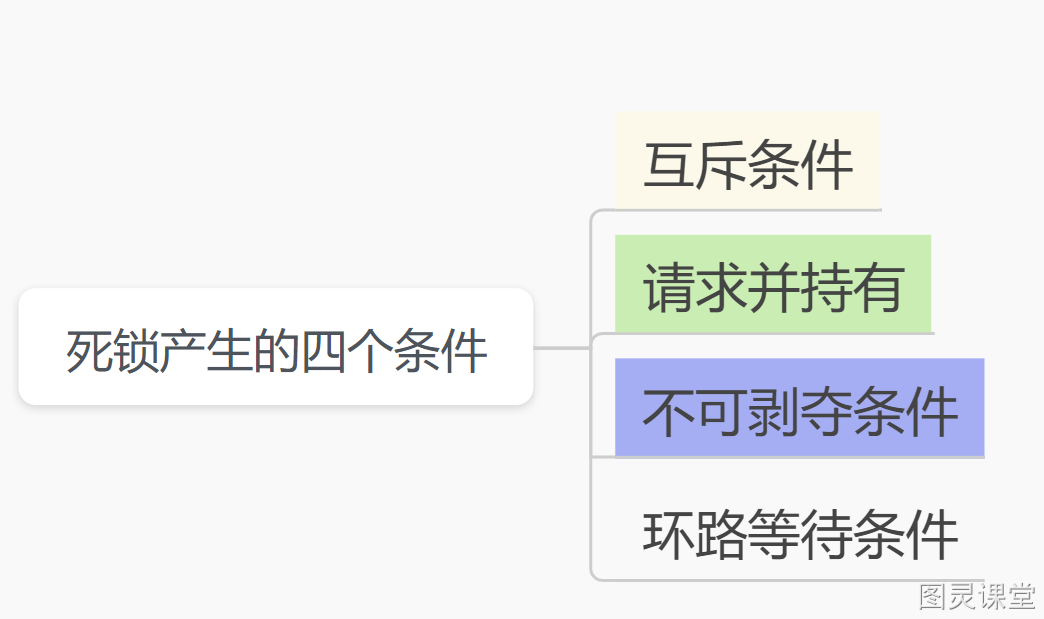 死锁产生的四个条件
互斥条件
请求并持有
不可剥夺条件
环路等待条件
图灵课堂